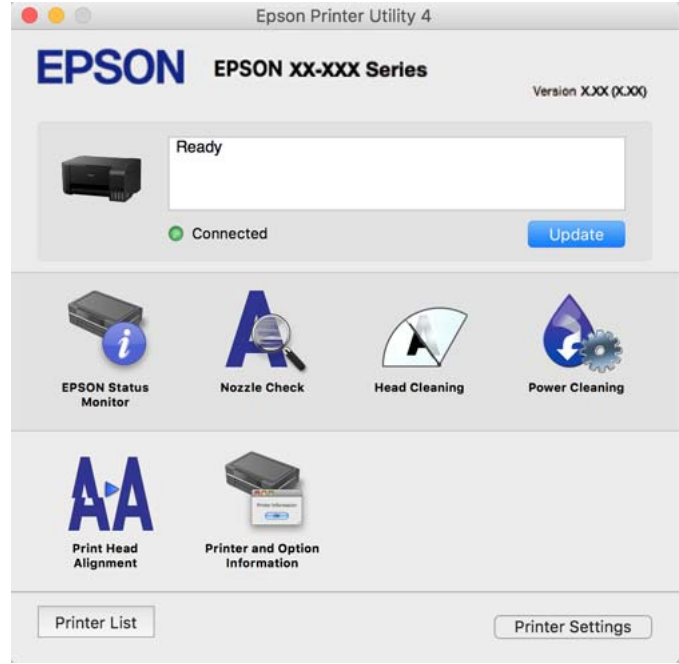 Epson Printer Utility 4
EPSON
EPSON XX-XXX Series
Version X.XX (X.XX)
Ready
Connected
Update
EPSON Status
Monitor
Nozzle Check
Head Cleaning
Power Cleaning
Print Head
Alignment
Printer and Option
Information
Printer List
Printer Settings